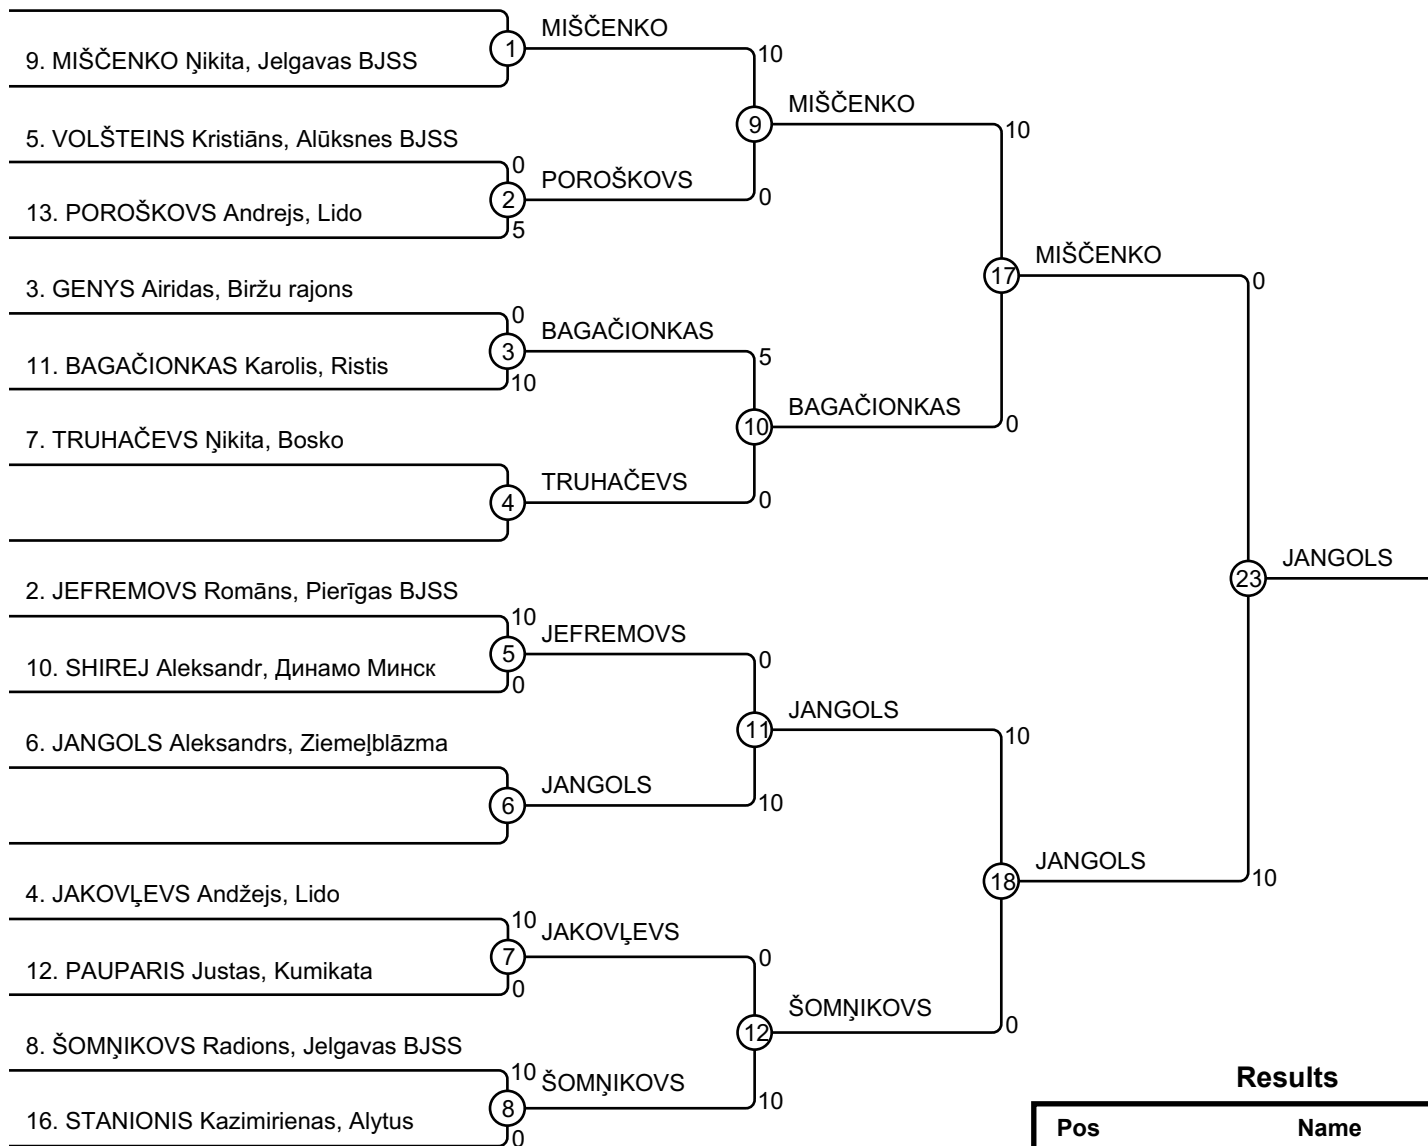 MIŠČENKO
9. MIŠČENKO Ņikita, Jelgavas BJSS
1
10
MIŠČENKO
9
10
5. VOLŠTEINS Kristiāns, Alūksnes BJSS
0
POROŠKOVS
2
0
13. POROŠKOVS Andrejs, Lido
5
MIŠČENKO
17
0
3. GENYS Airidas, Biržu rajons
0
BAGAČIONKAS
3
5
11. BAGAČIONKAS Karolis, Ristis
10
BAGAČIONKAS
10
0
7. TRUHAČEVS Ņikita, Bosko
TRUHAČEVS
4
0
JANGOLS
23
2. JEFREMOVS Romāns, Pierīgas BJSS
10
JEFREMOVS
5
0
10. SHIREJ Aleksandr, Динамо Минск
0
JANGOLS
11
10
6. JANGOLS Aleksandrs, Ziemeļblāzma
JANGOLS
6
10
JANGOLS
18
10
4. JAKOVĻEVS Andžejs, Lido
10
JAKOVĻEVS
7
0
12. PAUPARIS Justas, Kumikata
0
ŠOMŅIKOVS
12
0
8. ŠOMŅIKOVS Radions, Jelgavas BJSS
10
ŠOMŅIKOVS
8
10
16. STANIONIS Kazimirienas, Alytus
0
Results
Pos Name